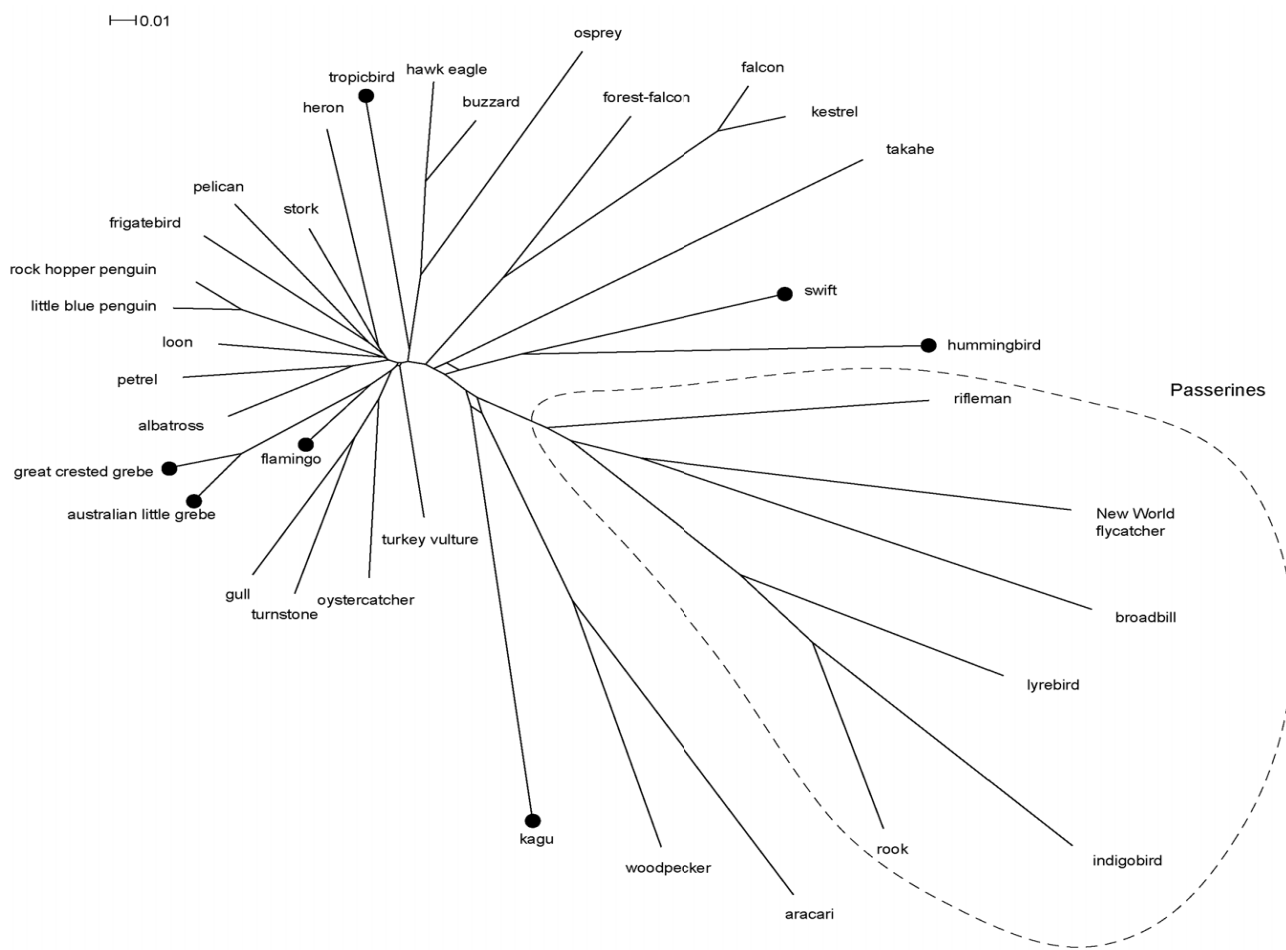 0.01
osprey
hawk eagle
tropicbird
falcon
buzzard
forest-falcon
heron
kestrel
takahe
pelican
stork
frigatebird
rock hopper penguin
swift
little blue penguin
loon
hummingbird
petrel
Passerines
rifleman
albatross
flamingo
great crested grebe
australian little grebe
New World
flycatcher
turkey vulture
gull
oystercatcher
turnstone
broadbill
lyrebird
kagu
rook
indigobird
woodpecker
aracari